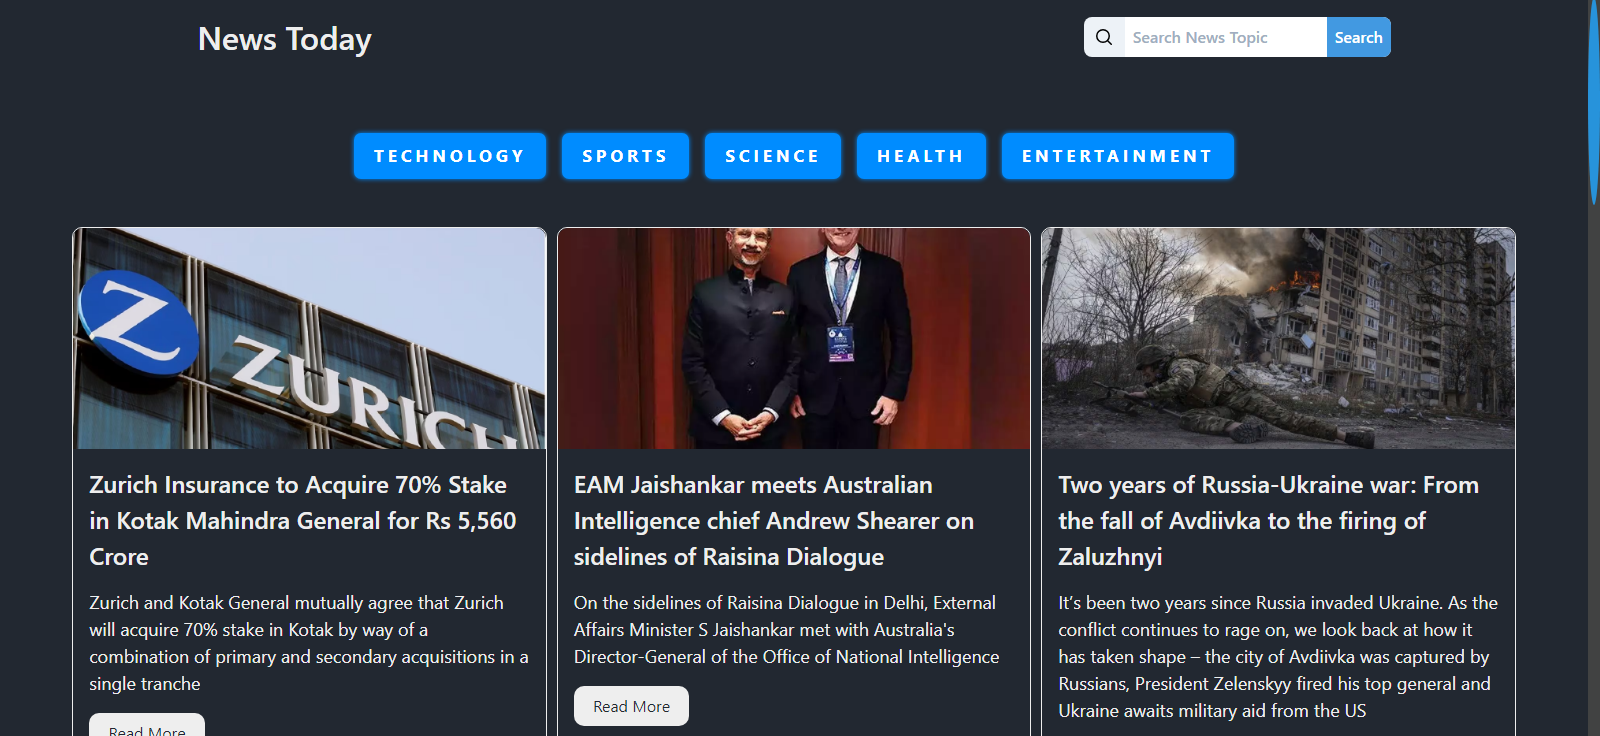 News Today
Search News Topic
Search
TECHNOLOGY
SPORTS
SCIENCE
HEALTH
ENTERTAINMENT
Z
ZURICH
Zurich Insurance to Acquire 70% Stake
in Kotak Mahindra General for Rs 5,560
Crore
Zurich and Kotak General mutually agree that Zurich
will acquire 70% stake in Kotak by way of a
combination of primary and secondary acquisitions in a
single tranche
Read More
EAM Jaishankar meets Australian
Intelligence chief Andrew Shearer on
sidelines of Raisina Dialogue
On the sidelines of Raisina Dialogue in Delhi, External
Affairs Minister S Jaishankar met with Australia's
Director-General of the Office of National Intelligence
Read More
Two years of Russia-Ukraine war: From
the fall of Avdiivka to the firing of
Zaluzhnyi
It’s been two years since Russia invaded Ukraine. As the
conflict continues to rage on, we look back at how it
has taken shape – the city of Avdiivka was captured by
Russians, President Zelenskyy fired his top general and
Ukraine awaits military aid from the US